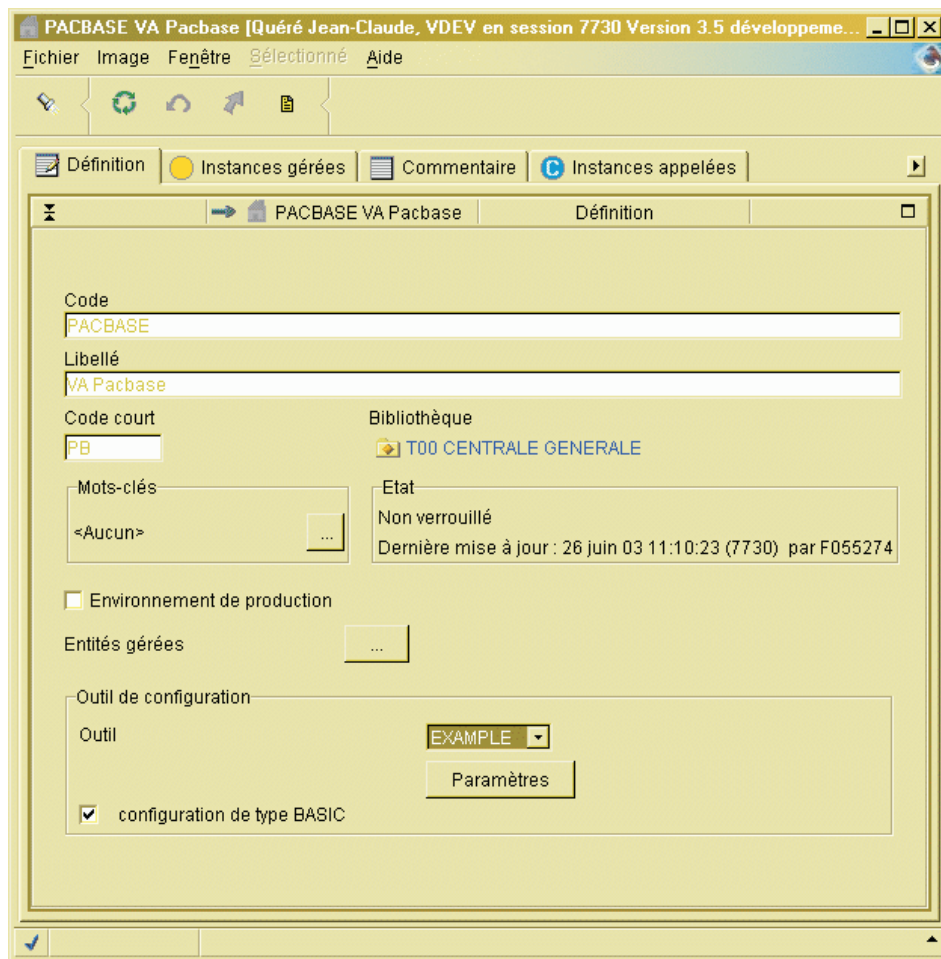 PACBASE VA Pacbase [Quéré Jean-Claude, VDEV en session 7730 Version 3.5 développeme...
Fichier Image Fenêtre Sélectionné Aide
Définition Instances gérées Commentaire C Instances appelées
PACBASE VA Pacbase Définition
Code
PACBASE
Libellé
VA Pacbase
Code court Bibliothèque
PB T00 CENTRALE GENERALE
Mots-clés Etat
Non verrouillé
<Aucun> ...
Dernière mise à jour : 26 juin 03 11:10:23 (7730) par F055274
Environnement de production
Entités gérées ...
Outil de configuration
Outil EXAMPLE
Paramètres
configuration de type BASIC